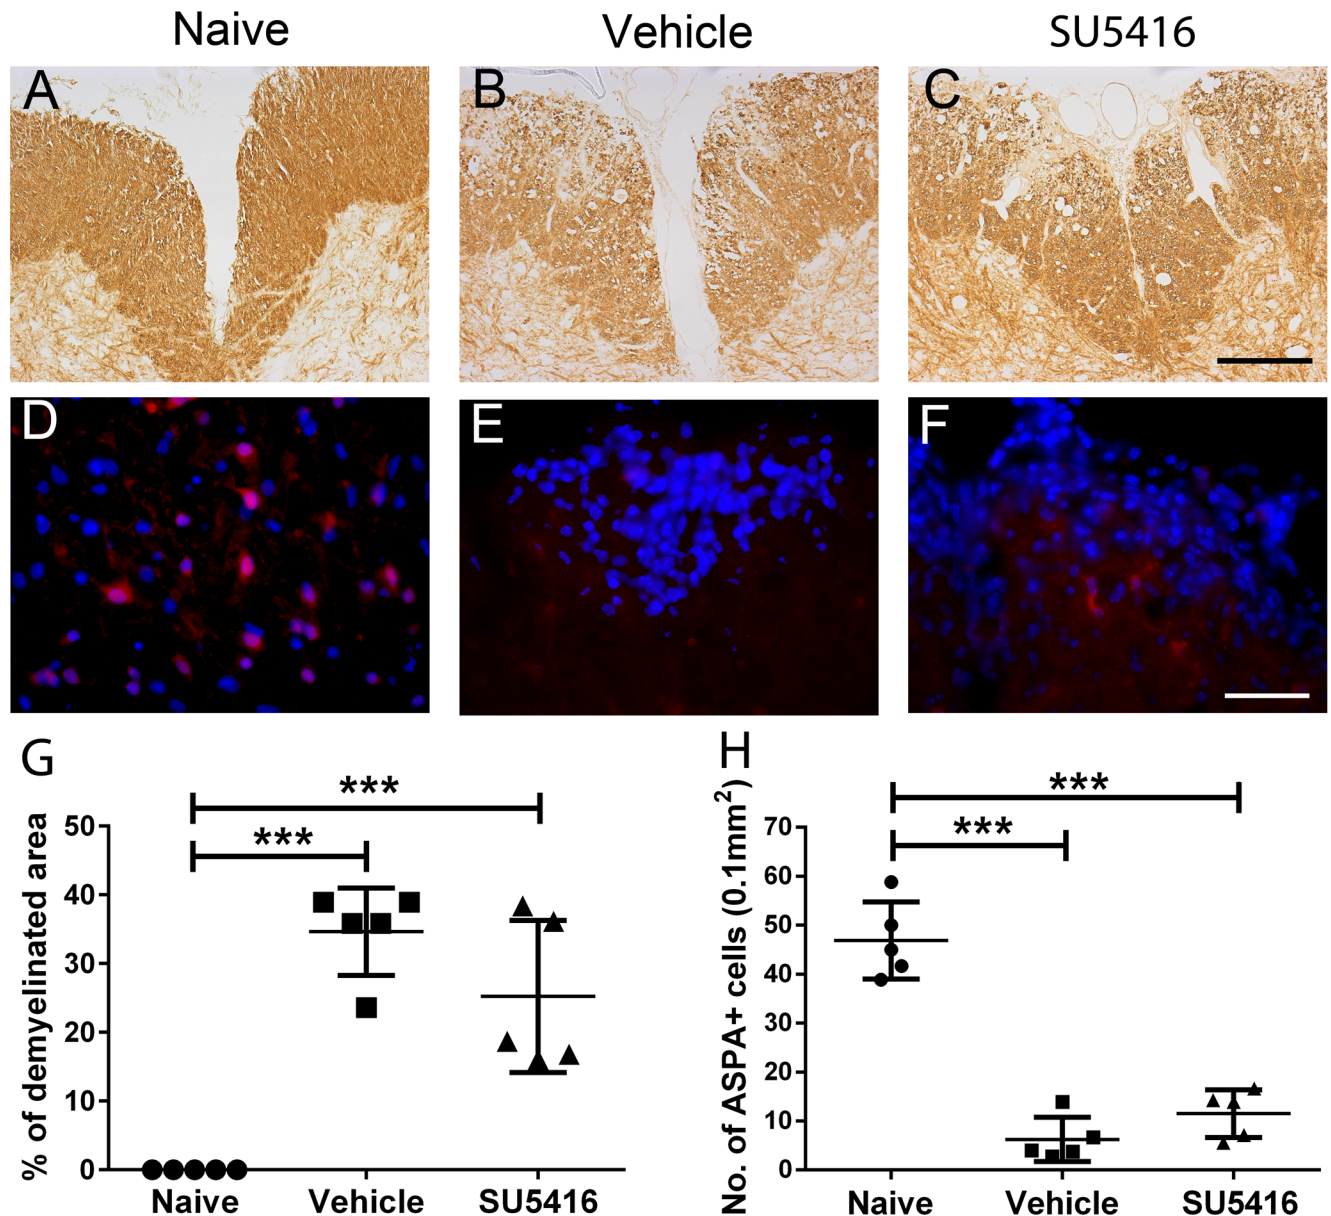 Naive Vehicle SU5416
A B C
D E F
G
% of demyelinated area
***
***
50
40
30
20
10
0
Naive Vehicle SU5416
H
No. of ASPA+ cells (0.1mm²)
***
***
70
60
50
40
30
20
10
0
Naive Vehicle SU5416